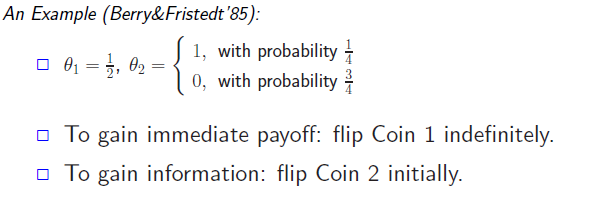 An Example (Berry&Fristedt'85):
□ θ₁ = 1/2, θ₂ = { 1, with probability 1/4
0, with probability 3/4
□ To gain immediate payoff: flip Coin 1 indefinitely.
□ To gain information: flip Coin 2 initially.